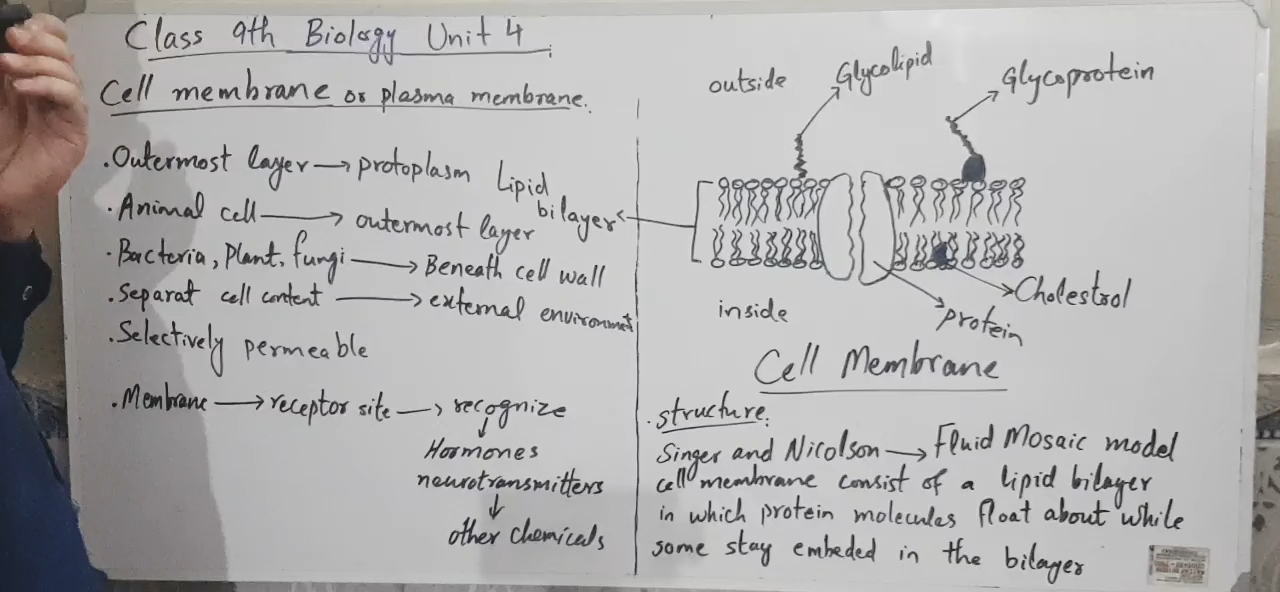 Class 9th Biology Unit 4
Cell membrane or plasma membrane.
.Outermost layer → protoplasm
.Animal cell → outermost layer
.Bacteria, Plant, fungi → Beneath cell wall
.Separat cell content → external environment
.Selectively permeable
.Membrane → receptor site → recognize
↓
Hormones
neurotransmitters
↓
other chemicals
outside
Glycolipid
Glycoprotein
Lipid
bilayer
Cholestrol
inside
protein
Cell Membrane
.structure.
Singer and Nicolson → Fluid Mosaic model
cell membrane consist of a lipid bilayer
in which protein molecules float about while
some stay embeded in the bilayer